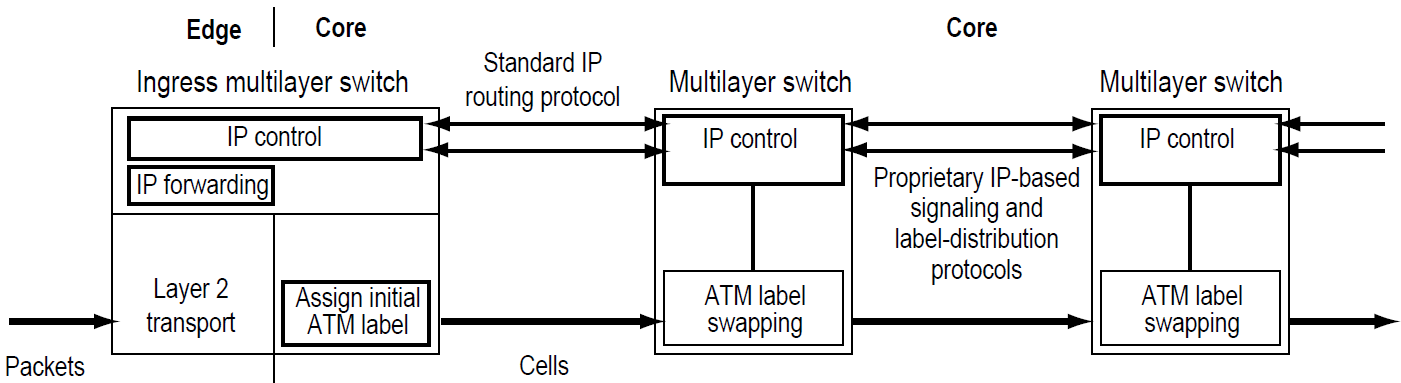 Edge
Core
Core
Ingress multilayer switch
Standard IP
routing protocol
Multilayer switch
Multilayer switch
IP control
IP control
IP control
IP forwarding
Proprietary IP-based
signaling and
label-distribution
protocols
Layer 2
transport
Assign initial
ATM label
ATM label
swapping
ATM label
swapping
Packets
Cells